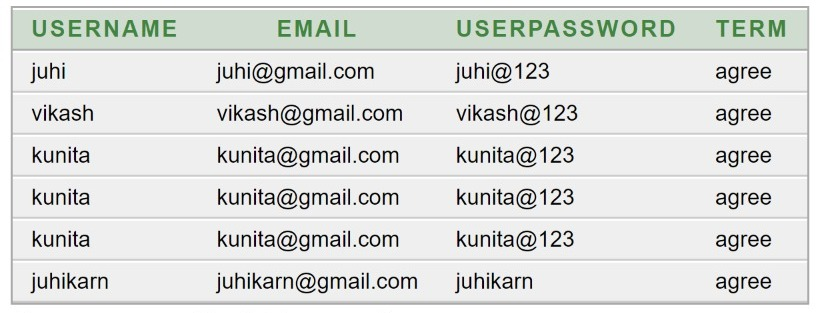 USERNAME EMAIL USERPASSWORD TERM
juhi juhi@gmail.com juhi@123 agree
vikash vikash@gmail.com vikash@123 agree
kunita kunita@gmail.com kunita@123 agree
kunita kunita@gmail.com kunita@123 agree
kunita kunita@gmail.com kunita@123 agree
juhikarn juhikarn@gmail.com juhikarn agree